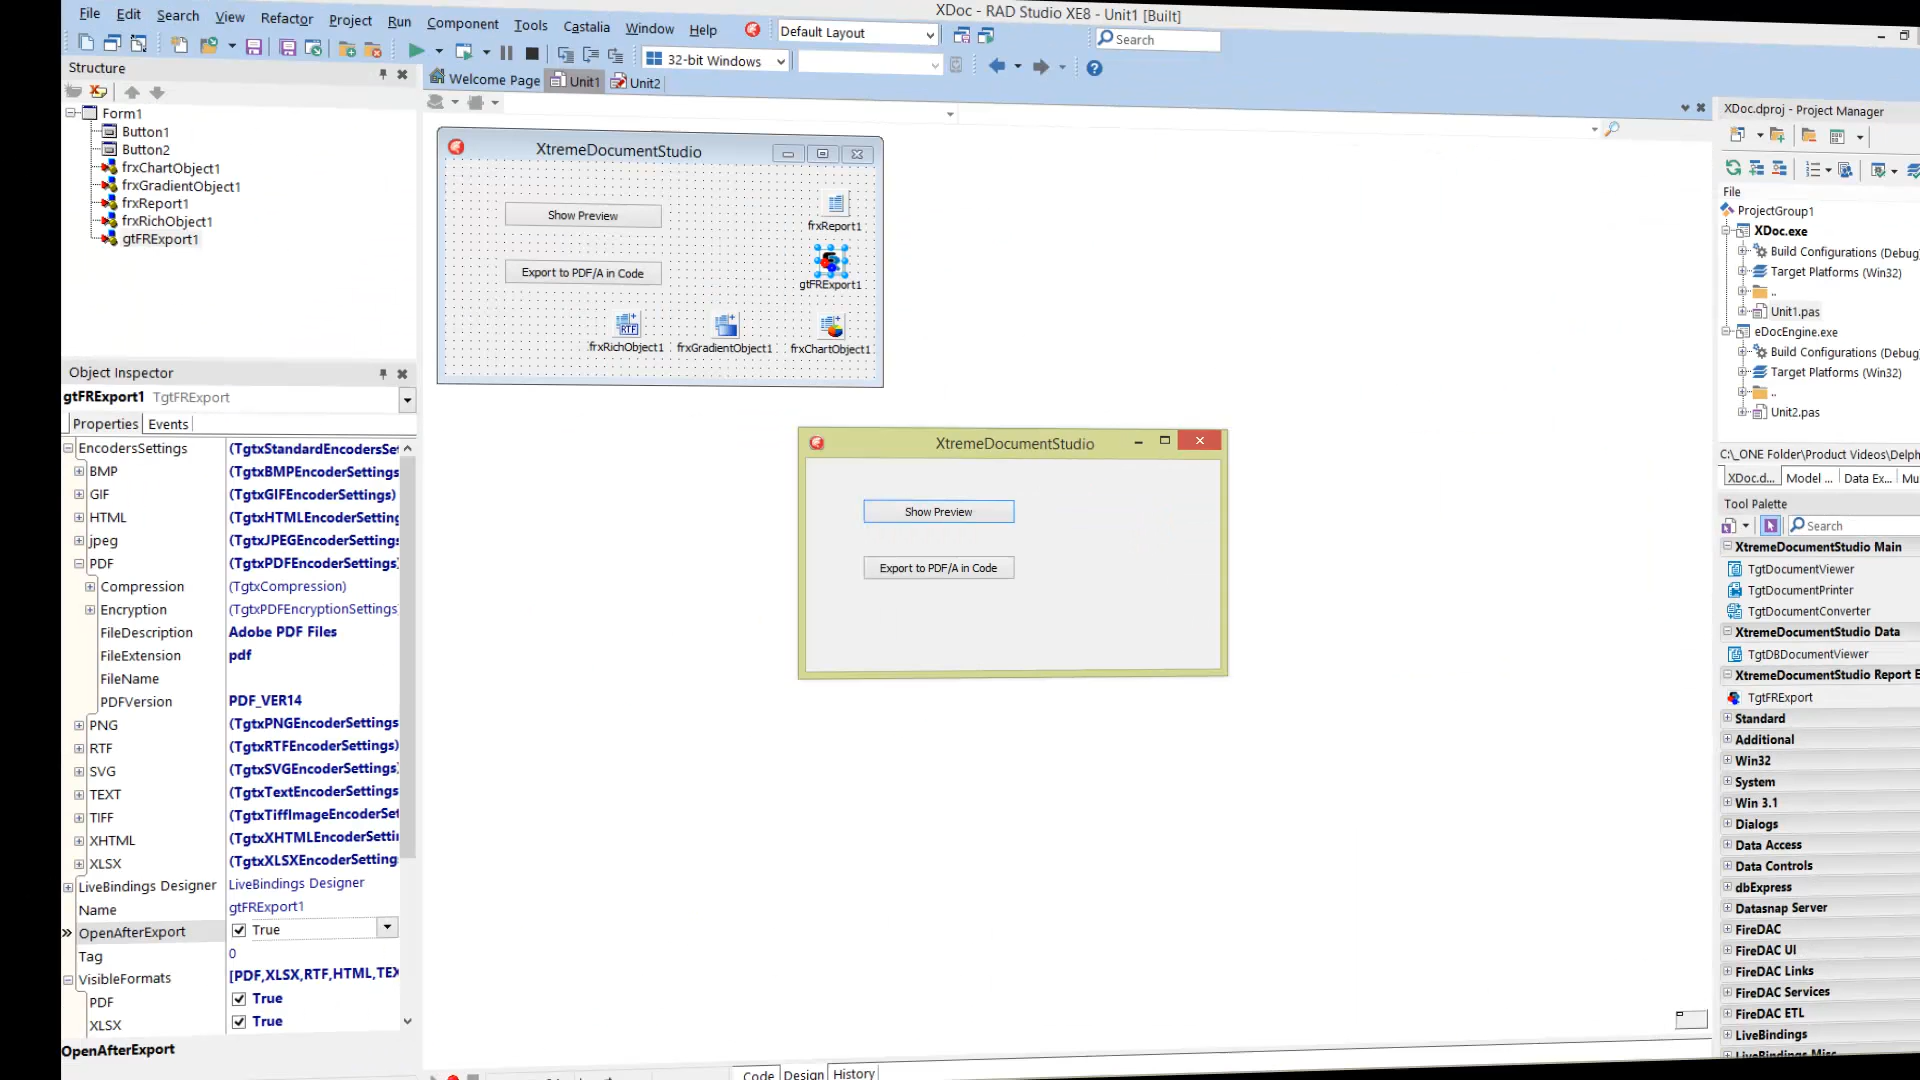 File Edit Search View Refactor Project Run Component Tools Castalia Window Help
Default Layout
XDoc - RAD Studio XE8 - Unit1 [Built]
Search
32-bit Windows
Structure
Welcome Page Unit1 Unit2
Form1
Button1
Button2
frxChartObject1
frxGradientObject1
frxReport1
frxRichObject1
gtFRExport1
XtremeDocumentStudio
Show Preview
frxReport1
Export to PDF/A in Code
gtFRExport1
RTF
frxRichObject1 frxGradientObject1 frxChartObject1
Object Inspector
gtFRExport1 TgtFRExport
Properties Events
EncodersSettings (TgtxStandardEncodersSet
BMP (TgtxBMPEncoderSettings
GIF (TgtxGIFEncoderSettings)
HTML (TgtxHTMLEncoderSetting
jpeg (TgtxJPEGEncoderSettings
PDF (TgtxPDFEncoderSettings)
Compression (TgtxCompression)
Encryption (TgtxPDFEncryptionSettings
FileDescription Adobe PDF Files
FileExtension pdf
FileName
PDFVersion PDF_VER14
PNG (TgtxPNGEncoderSettings
RTF (TgtxRTFEncoderSettings)
SVG (TgtxSVGEncoderSettings)
TEXT (TgtxTextEncoderSettings
TIFF (TgtxTiffImageEncoderSet
XHTML (TgtxXHTMLEncoderSetti
XLSX (TgtxXLSXEncoderSetting
LiveBindings Designer LiveBindings Designer
Name gtFRExport1
OpenAfterExport True
Tag 0
VisibleFormats [PDF,XLSX,RTF,HTML,TEX
PDF True
XLSX True
OpenAfterExport
XtremeDocumentStudio
Show Preview
Export to PDF/A in Code
Code Design History
XDoc.dproj - Project Manager
File
ProjectGroup1
XDoc.exe
Build Configurations (Debug
Target Platforms (Win32)
..
Unit1.pas
eDocEngine.exe
Build Configurations (Debug
Target Platforms (Win32)
..
Unit2.pas
C:\_ONE Folder\Product Videos\Delph
XDoc.d... Model ... Data Ex... Mu
Tool Palette
Search
XtremeDocumentStudio Main
TgtDocumentViewer
TgtDocumentPrinter
TgtDocumentConverter
XtremeDocumentStudio Data
TgtDBDocumentViewer
XtremeDocumentStudio Report E
TgtFRExport
Standard
Additional
Win32
System
Win 3.1
Dialogs
Data Access
Data Controls
dbExpress
Datasnap Server
FireDAC
FireDAC UI
FireDAC Links
FireDAC Services
FireDAC ETL
LiveBindings
LiveBindings Misc